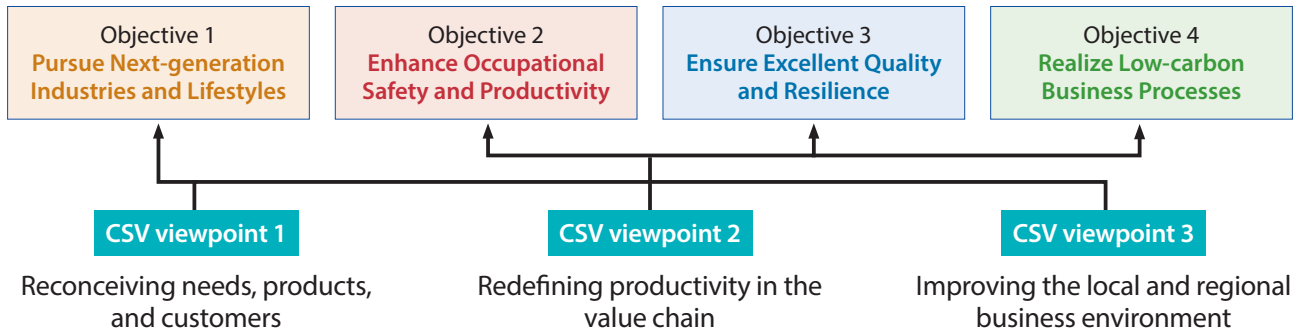 Objective 1
Pursue Next-generation
Industries and Lifestyles
Objective 2
Enhance Occupational
Safety and Productivity
Objective 3
Ensure Excellent Quality
and Resilience
Objective 4
Realize Low-carbon
Business Processes
CSV viewpoint 1
Reconceiving needs, products,
and customers
CSV viewpoint 2
Redefining productivity in the
value chain
CSV viewpoint 3
Improving the local and regional
business environment